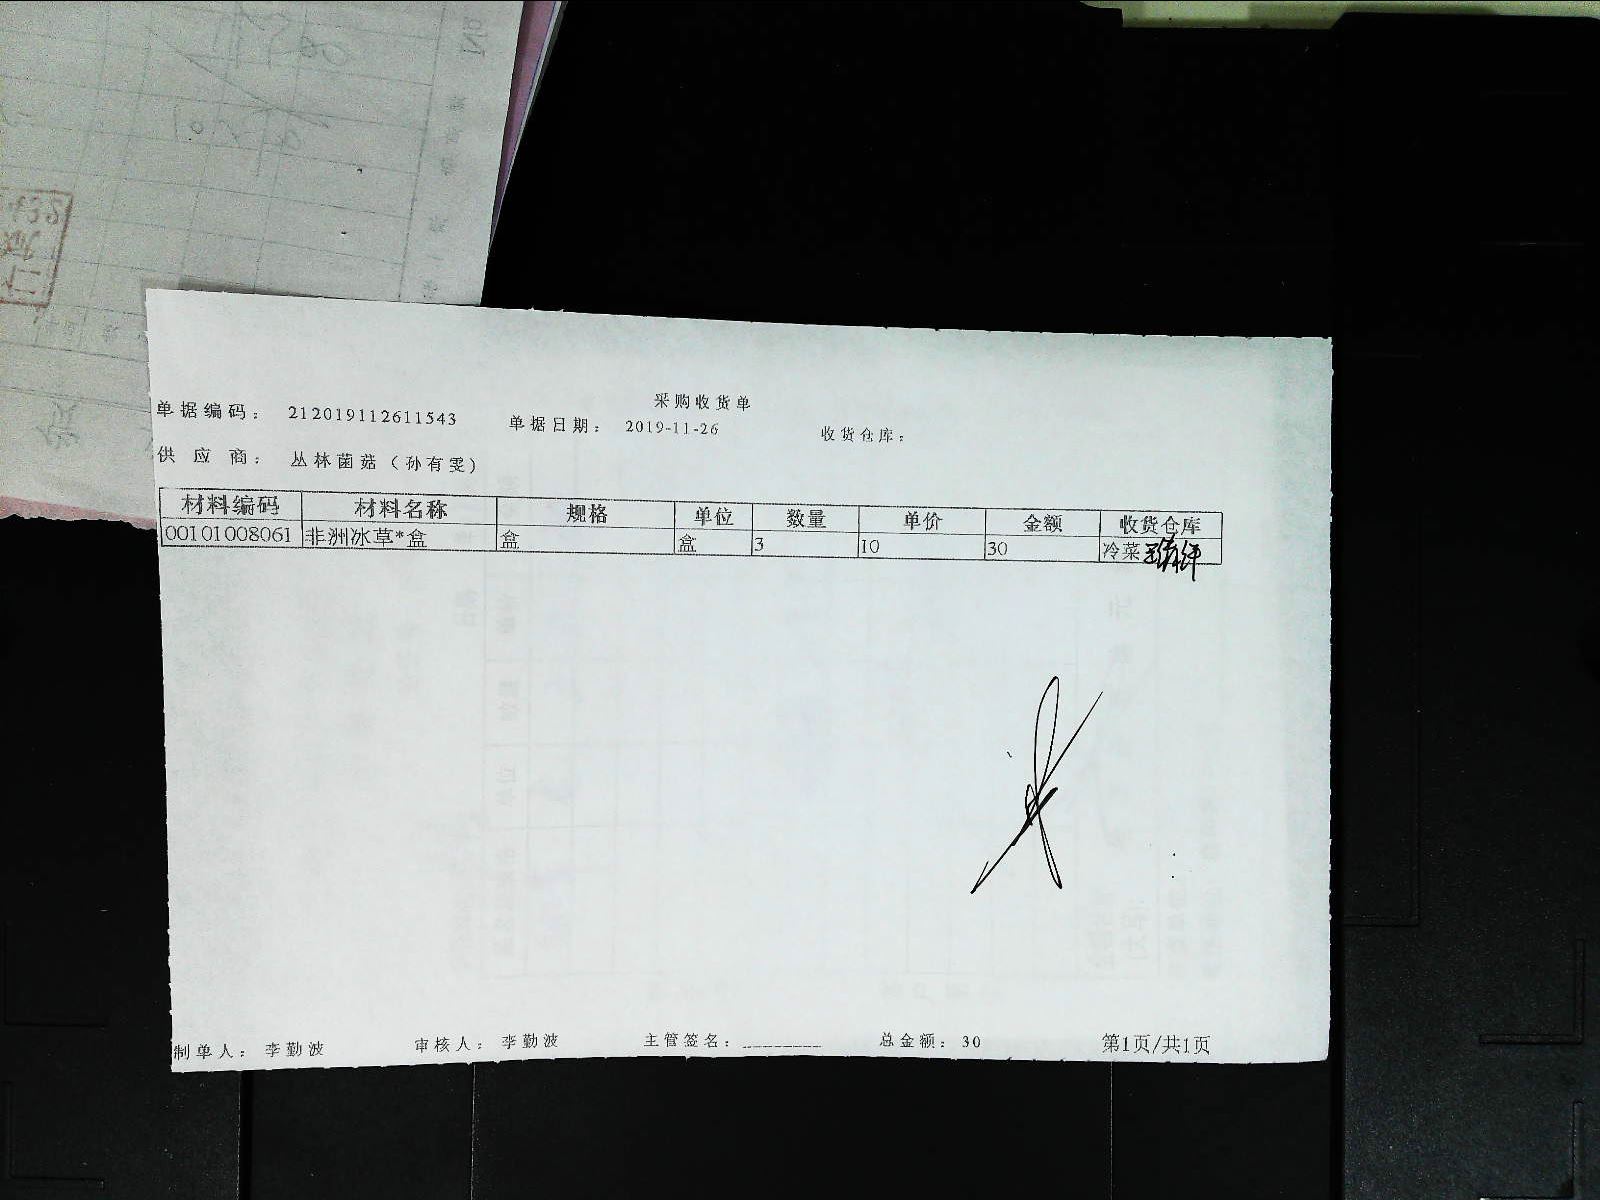 采购收货单
单据编码: 212019112611543 单据日期: 2019-11-26 收货仓库:
供应商: 丛林菌菇(孙有雯)
材料编码 材料名称 规格 单位 数量 单价 金额 收货仓库
00101008061 非洲冰草*盒 盒 盒 3 10 30 冷菜
制单人: 李勤波 审核人: 李勤波 主管签名: ________ 总金额: 30 第1页/共1页